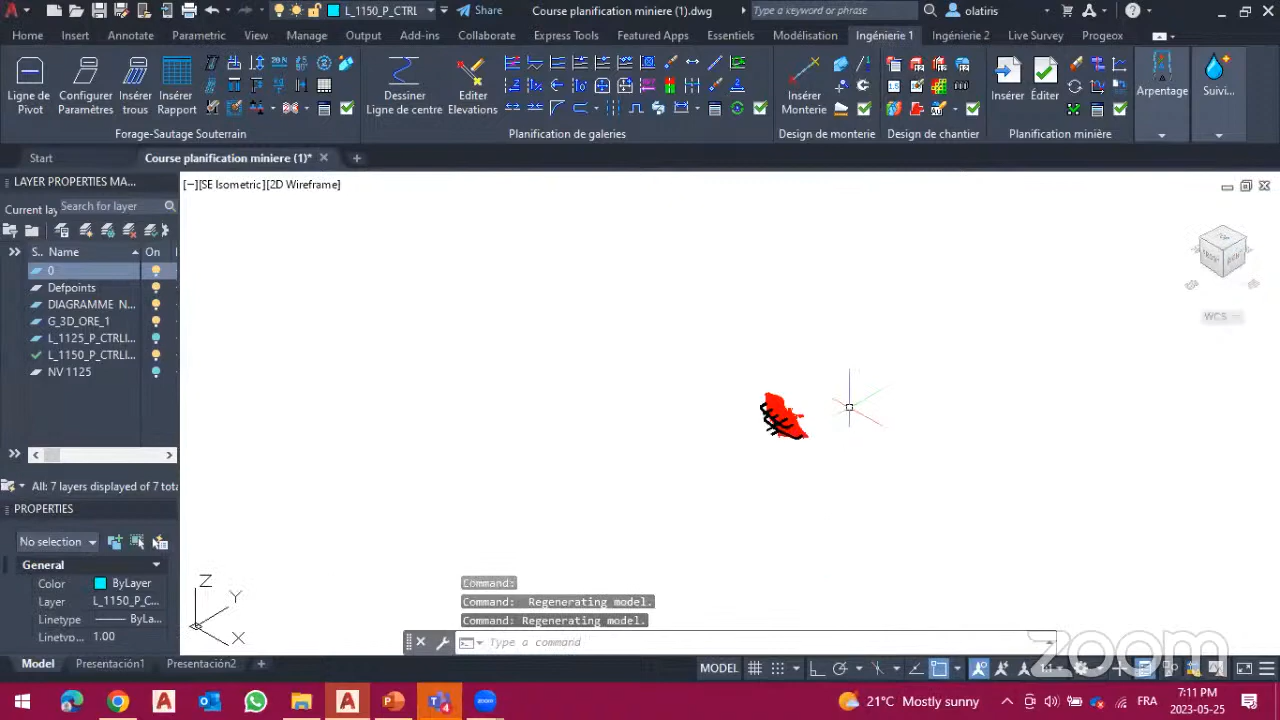 L_1150_P_CTRL
Share
Course planification miniere (1).dwg
Type a keyword or phrase
olatiris
Home Insert Annotate Parametric View Manage Output Add-ins Collaborate Express Tools Featured Apps Essentiels Modélisation Ingénierie 1 Ingénierie 2 Live Survey Progeox
Ligne de Pivot
Configurer Paramètres
Insérer trous
Insérer Rapport
Dessiner Ligne de centre
Editer Elevations
Insérer Monterie
Insérer
Éditer
Arpentage
Suivi...
Forage-Sautage Souterrain
Planification de galeries
Design de monterie
Design de chantier
Planification minière
Start
Course planification miniere (1)*
LAYER PROPERTIES MA...
[−][SE Isometric][2D Wireframe]
Current lay
Search for layer
S.. Name On
0
Defpoints
DIAGRAMME N...
G_3D_ORE_1
L_1125_P_CTRLI...
L_1150_P_CTRLI...
NV 1125
All: 7 layers displayed of 7 tota
PROPERTIES
No selection
General
Color ByLayer
Layer L_1150_P_C...
Linetype ByLa...
Linetyp... 1.00
FRONT
RIGHT
WCS
Z
Y
X
Command:
Command: Regenerating model.
Command: Regenerating model.
Type a command
Model Presentación1 Presentación2
MODEL
1:1
zoom
21°C Mostly sunny
FRA
7:11 PM
2023-05-25